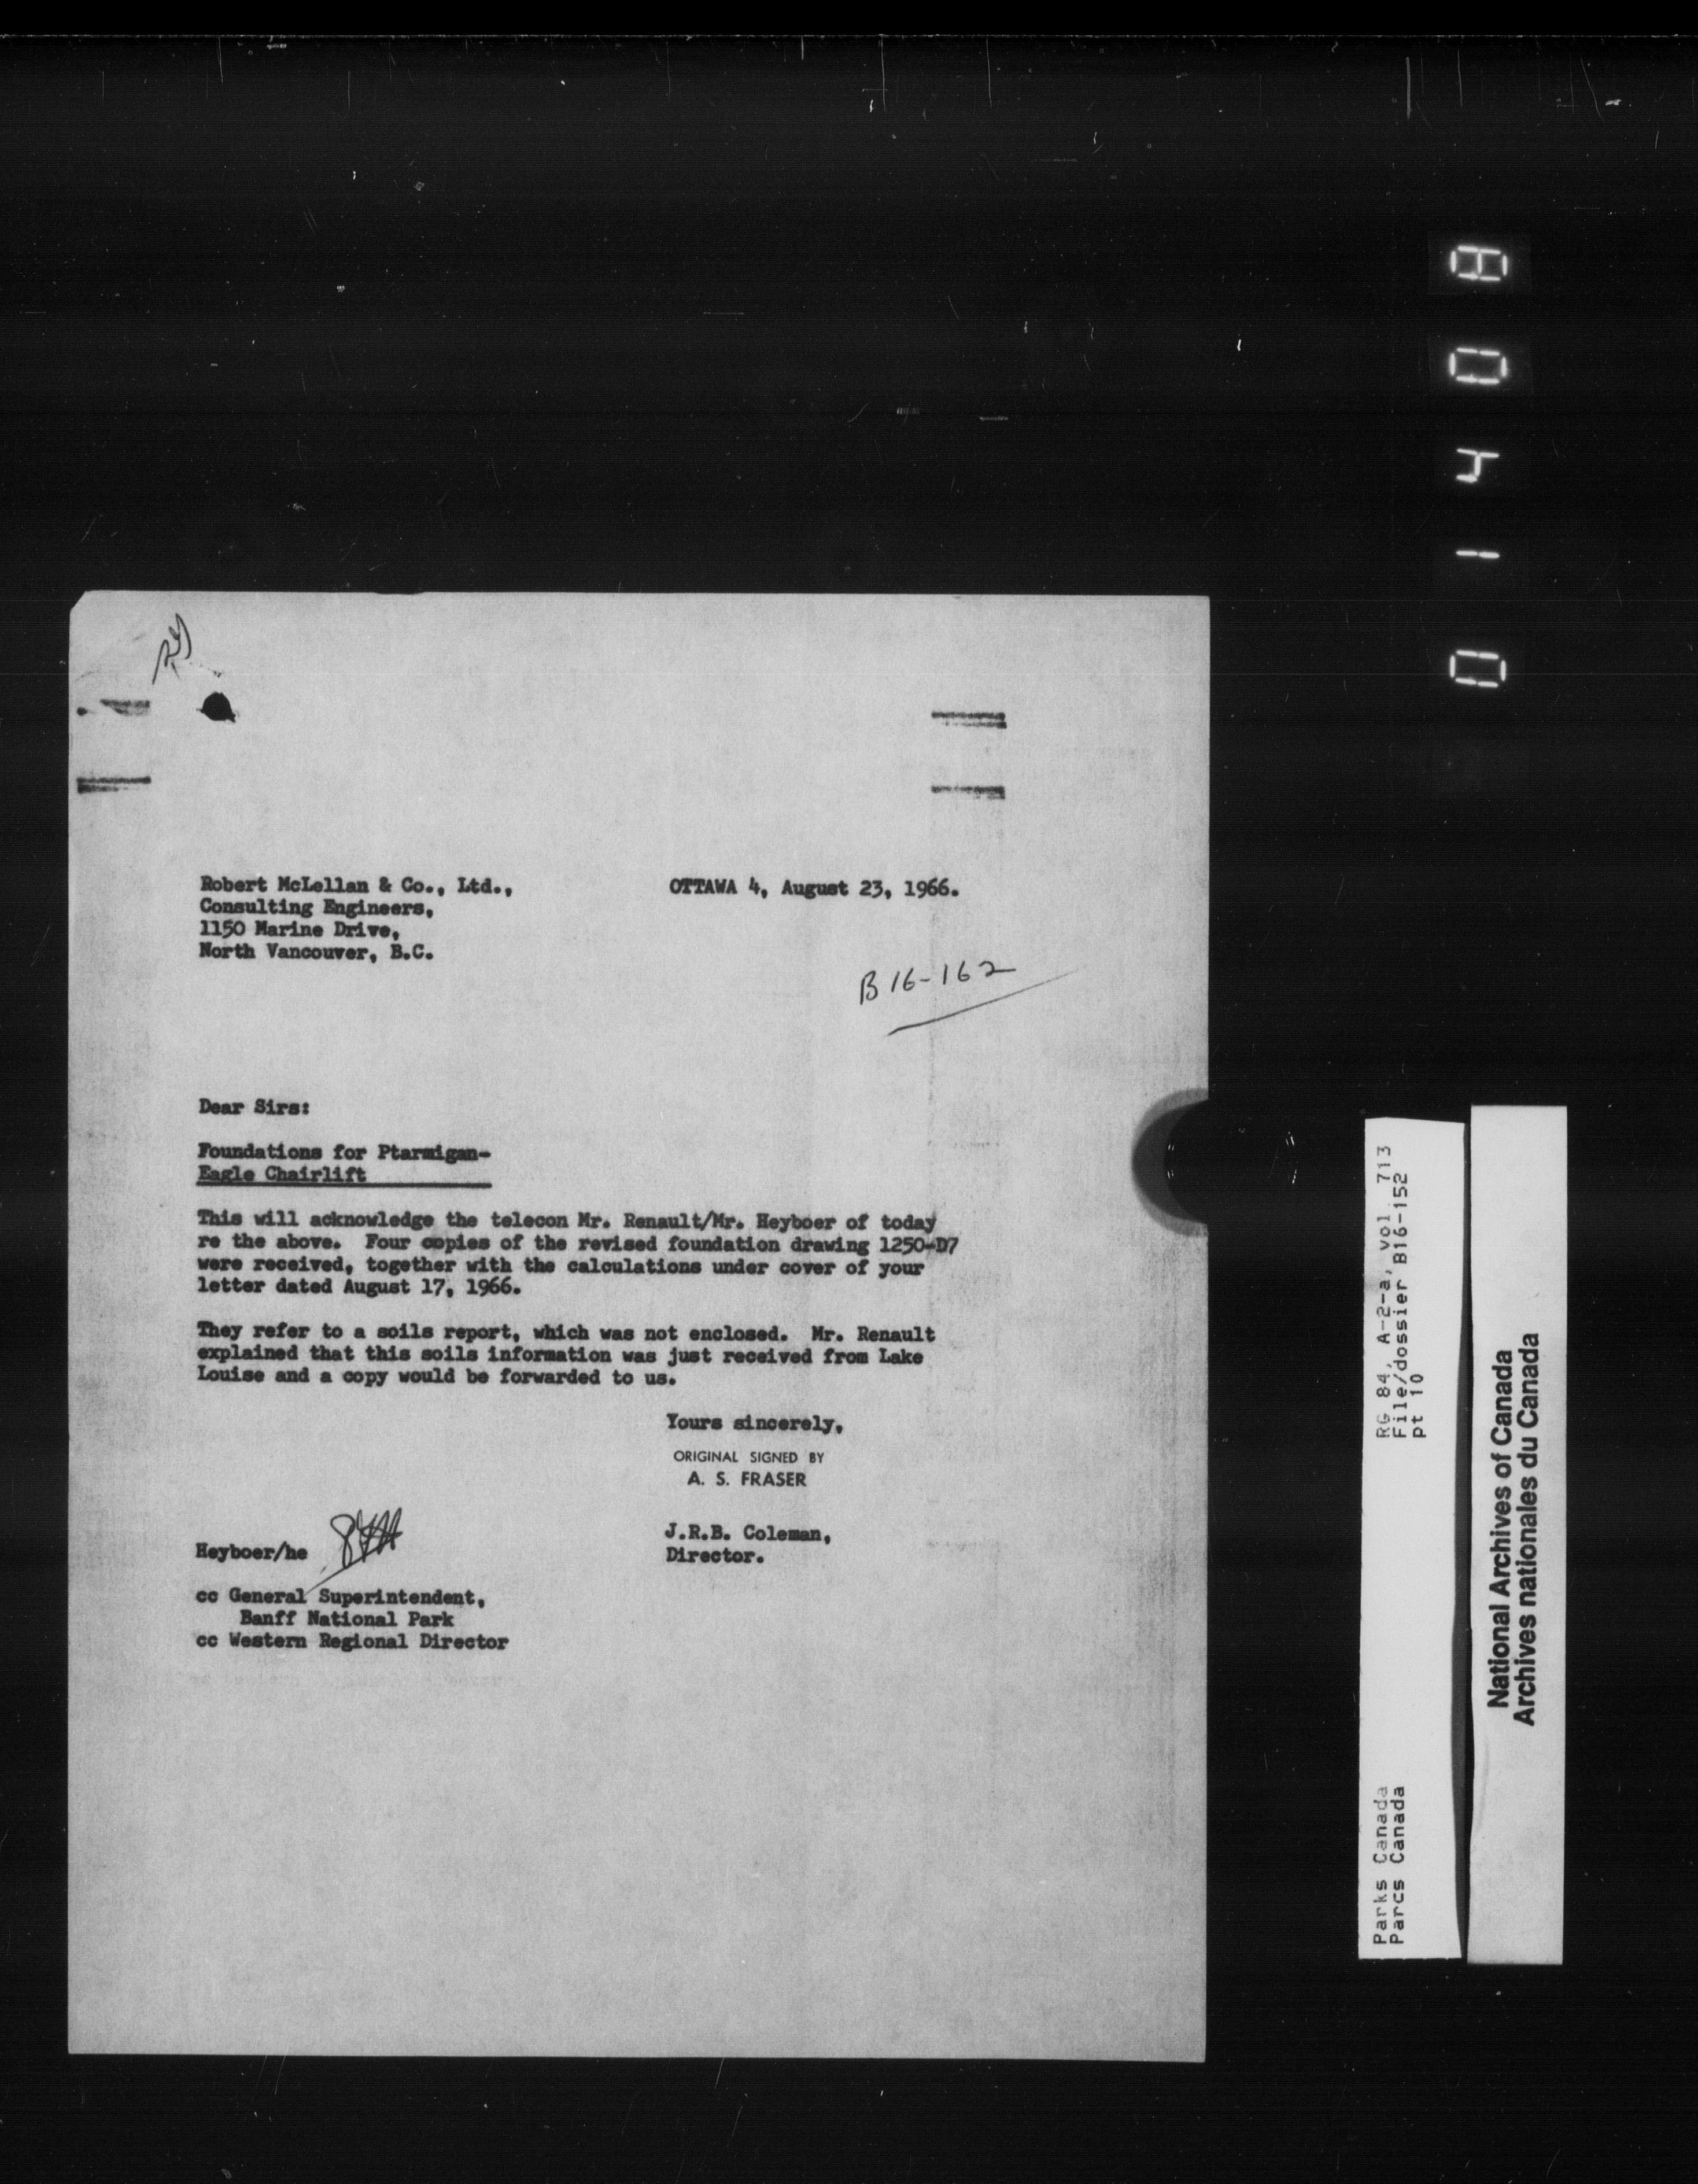 Robert McLellan & Co., Ltd.,
Consulting Engineers,
1150 Marine Drive,
North Vancouver, B.C.
OTTAWA 4, August 23, 1966.
B 16-162
Dear Sirs:
Foundations for Ptarmigan-
Eagle Chairlift
This will acknowledge the telecon Mr. Renault/Mr. Heyboer of today
re the above. Four copies of the revised foundation drawing 1250-D7
were received, together with the calculations under cover of your
letter dated August 17, 1966.
They refer to a soils report, which was not enclosed. Mr. Renault
explained that this soils information was just received from Lake
Louise and a copy would be forwarded to us.
Yours sincerely,
ORIGINAL SIGNED BY
A. S. FRASER
J.R.B. Coleman,
Director.
Heyboer/he
cc General Superintendent,
Banff National Park
cc Western Regional Director
RG 84, A-2-a, vol. 713
File/dossier B16-152
pt 10
Parks Canada
Parcs Canada
National Archives of Canada
Archives nationales du Canada